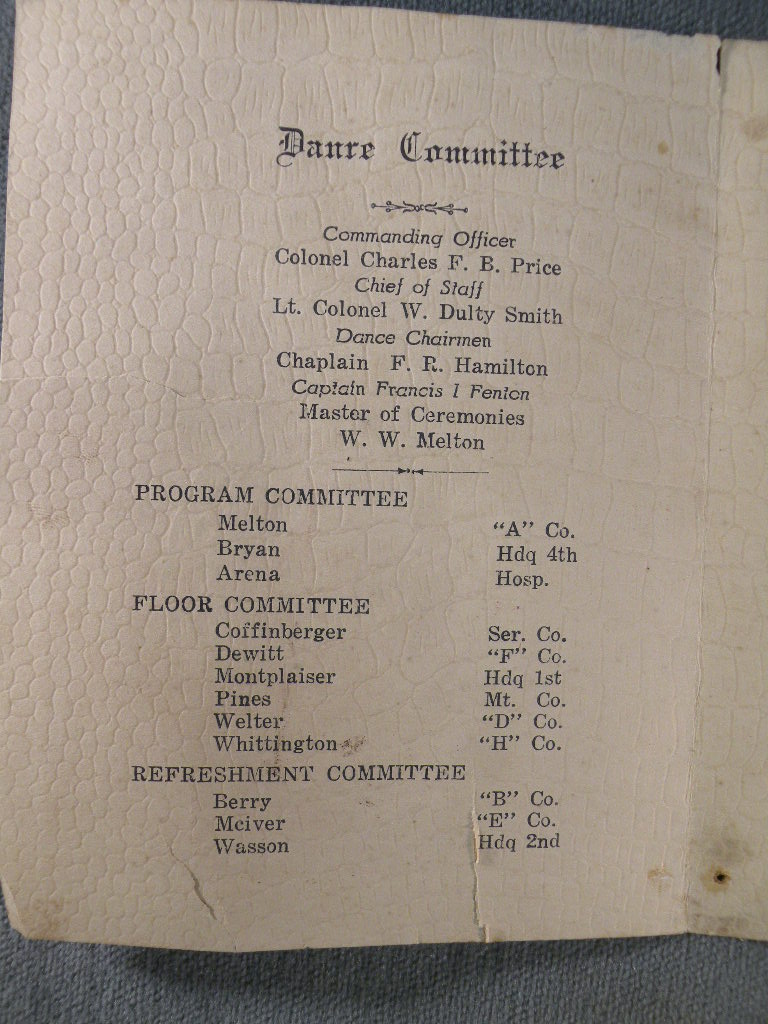 Dance Committee
Commanding Officer
Colonel Charles F. B. Price
Chief of Staff
Lt. Colonel W. Dulty Smith
Dance Chairmen
Chaplain F. R. Hamilton
Captain Francis I Fenton
Master of Ceremonies
W. W. Melton
PROGRAM COMMITTEE
Melton "A" Co.
Bryan Hdq 4th
Arena Hosp.
FLOOR COMMITTEE
Coffinberger Ser. Co.
Dewitt "F" Co.
Montplaiser Hdq 1st
Pines Mt. Co.
Welter "D" Co.
Whittington "H" Co.
REFRESHMENT COMMITTEE
Berry "B" Co.
Mciver "E" Co.
Wasson Hdq 2nd